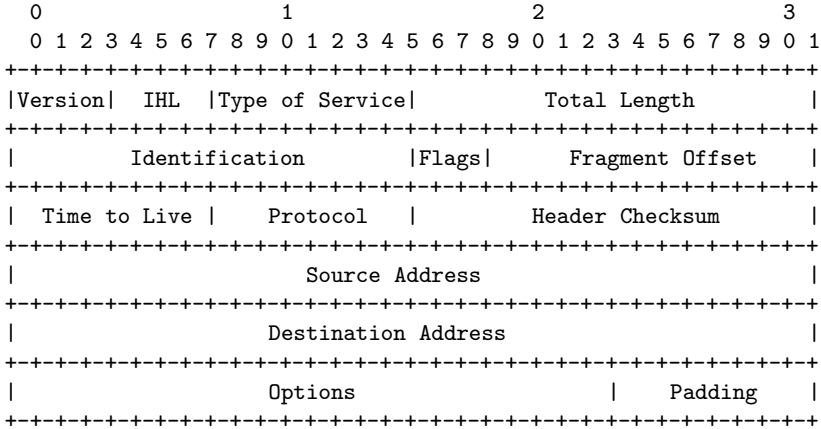 0                   1                   2                   3
0 1 2 3 4 5 6 7 8 9 0 1 2 3 4 5 6 7 8 9 0 1 2 3 4 5 6 7 8 9 0 1
+-+-+-+-+-+-+-+-+-+-+-+-+-+-+-+-+-+-+-+-+-+-+-+-+-+-+-+-+-+-+-+-+
|Version|  IHL  |Type of Service|          Total Length         |
+-+-+-+-+-+-+-+-+-+-+-+-+-+-+-+-+-+-+-+-+-+-+-+-+-+-+-+-+-+-+-+-+
|         Identification        |Flags|      Fragment Offset    |
+-+-+-+-+-+-+-+-+-+-+-+-+-+-+-+-+-+-+-+-+-+-+-+-+-+-+-+-+-+-+-+-+
|  Time to Live |    Protocol   |         Header Checksum       |
+-+-+-+-+-+-+-+-+-+-+-+-+-+-+-+-+-+-+-+-+-+-+-+-+-+-+-+-+-+-+-+-+
|                       Source Address                          |
+-+-+-+-+-+-+-+-+-+-+-+-+-+-+-+-+-+-+-+-+-+-+-+-+-+-+-+-+-+-+-+-+
|                    Destination Address                        |
+-+-+-+-+-+-+-+-+-+-+-+-+-+-+-+-+-+-+-+-+-+-+-+-+-+-+-+-+-+-+-+-+
|                    Options                    |    Padding    |
+-+-+-+-+-+-+-+-+-+-+-+-+-+-+-+-+-+-+-+-+-+-+-+-+-+-+-+-+-+-+-+-+